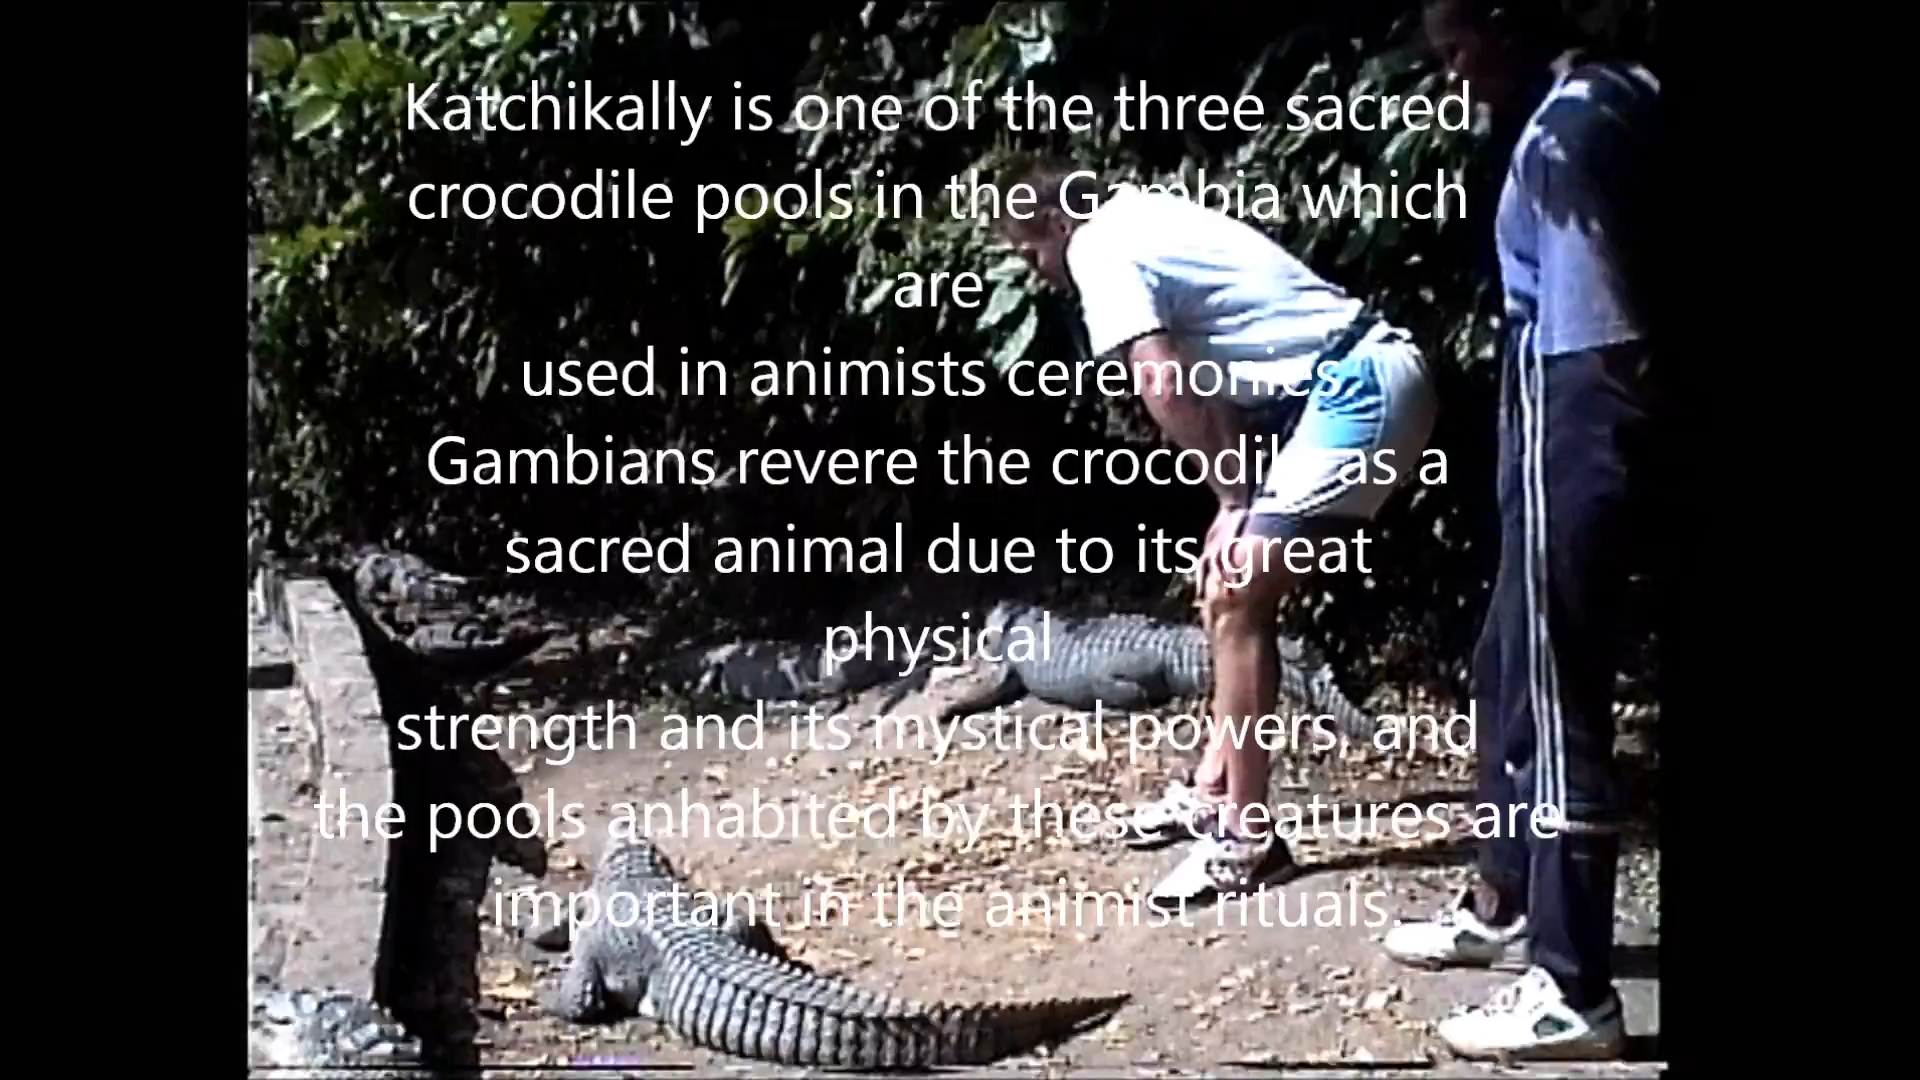 Katchikally is one of the three sacred
crocodile pools in the Gambia which
are
used in animists ceremonies.
Gambians revere the crocodile as a
sacred animal due to its great
physical
strength and its mystical powers, and
the pools anhabited by these creatures are
important in the animist rituals.